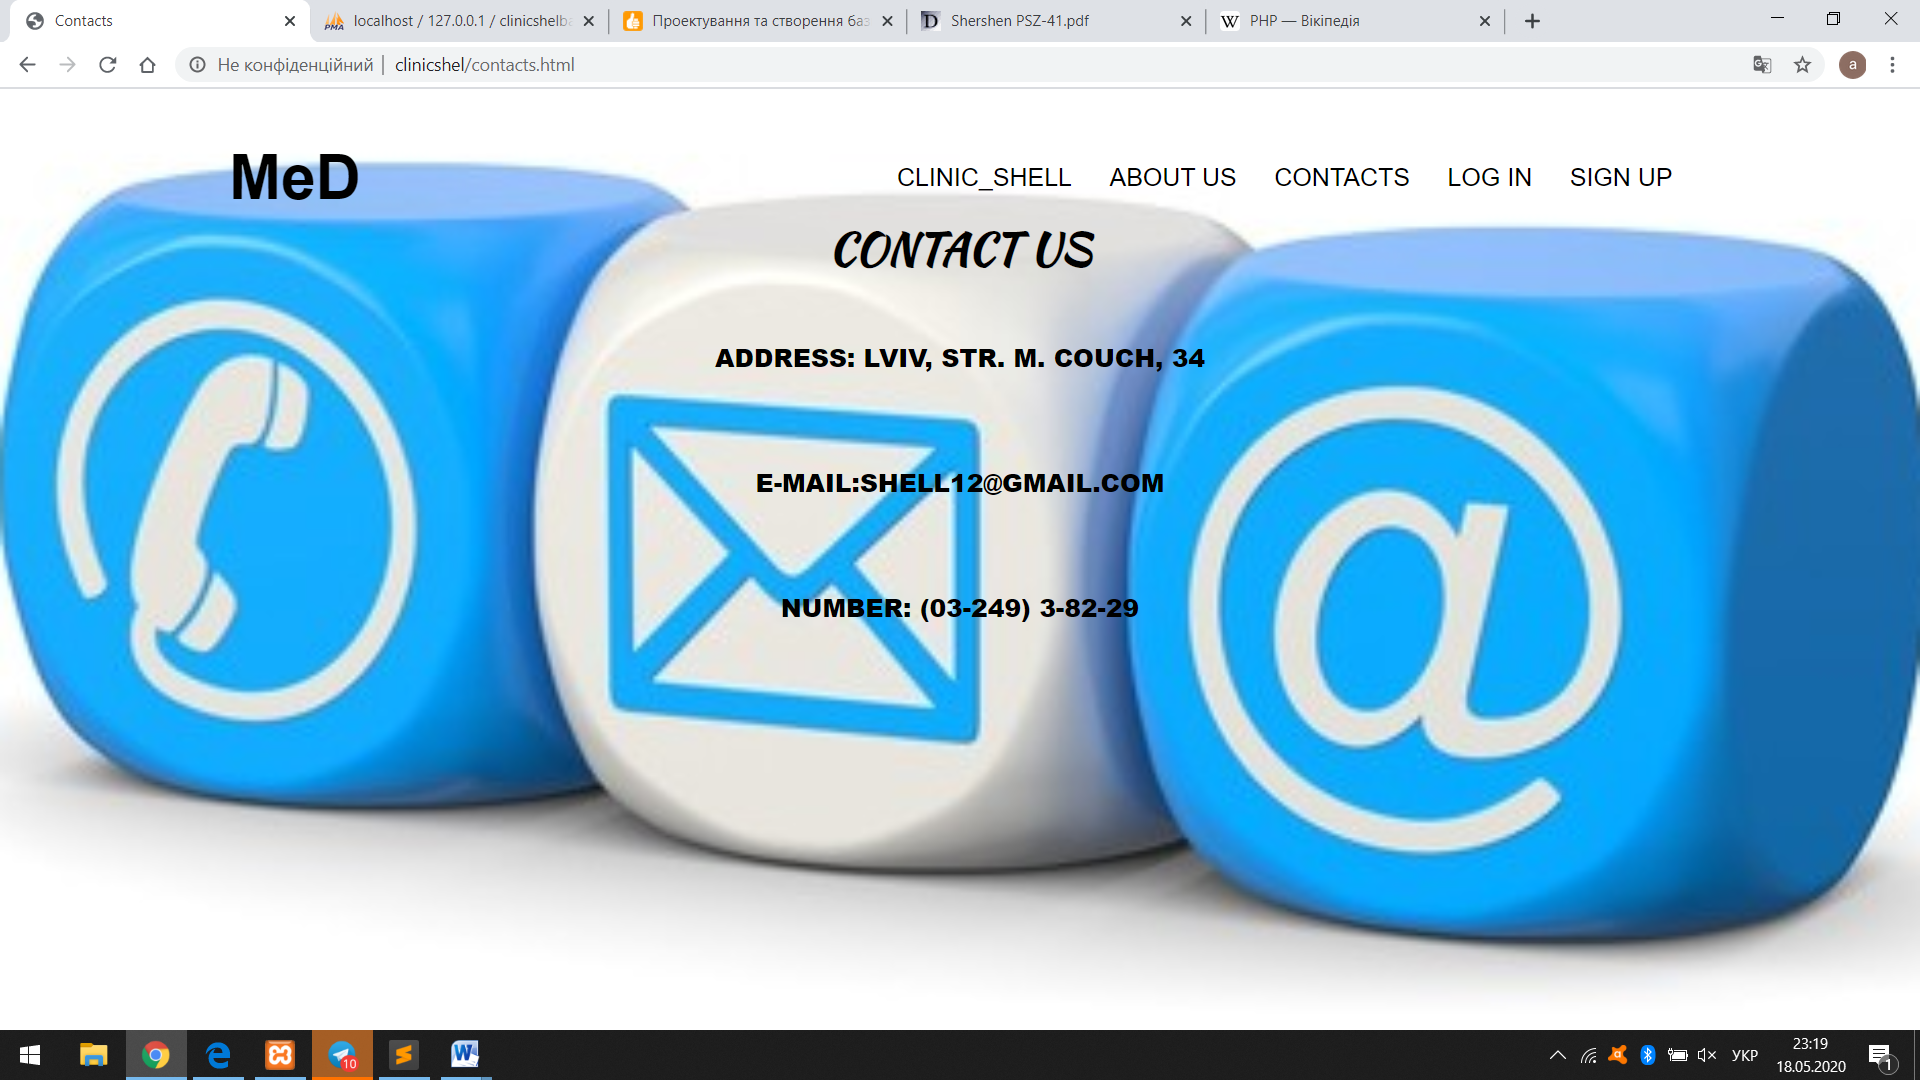 Contacts
localhost / 127.0.0.1 / clinicshelba
Проектування та створення баз
Shershen PSZ-41.pdf
PHP — Вікіпедія
Не конфіденційний
clinicshel/contacts.html
a
MeD
CLINIC_SHELL
ABOUT US
CONTACTS
LOG IN
SIGN UP
CONTACT US
ADDRESS: LVIV, STR. M. COUCH, 34
E-MAIL:SHELL12@GMAIL.COM
NUMBER: (03-249) 3-82-29
@
10
УКР
23:19
18.05.2020
1